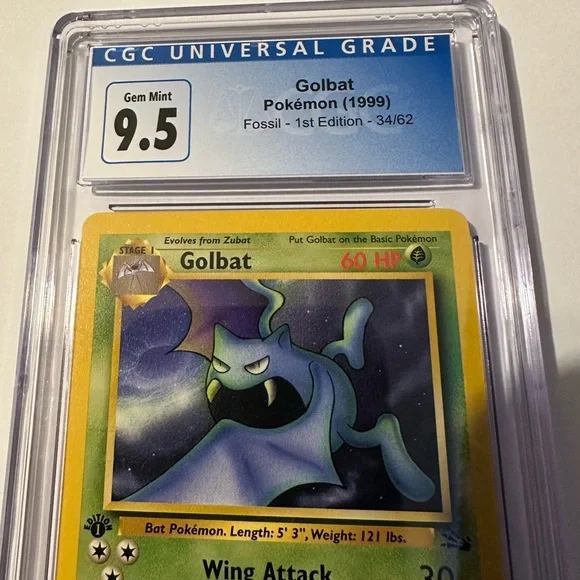 CGC UNIVERSAL GRADE
Gem Mint
9.5
Golbat
Pokémon (1999)
Fossil - 1st Edition - 34/62
Evolves from Zubat
Put Golbat on the Basic Pokémon
STAGE 1
Golbat
60 HP
Bat Pokémon. Length: 5' 3", Weight: 121 lbs.
EDITION
1
Wing Attack
30